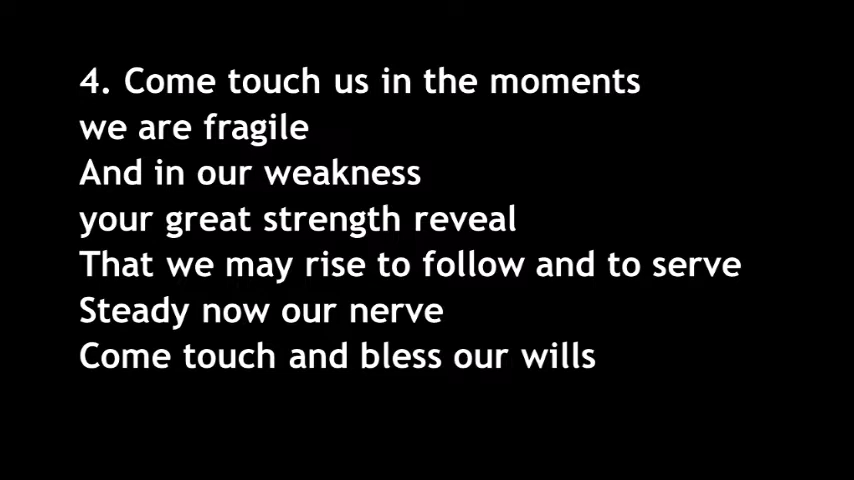 4. Come touch us in the moments
we are fragile
And in our weakness
your great strength reveal
That we may rise to follow and to serve
Steady now our nerve
Come touch and bless our wills